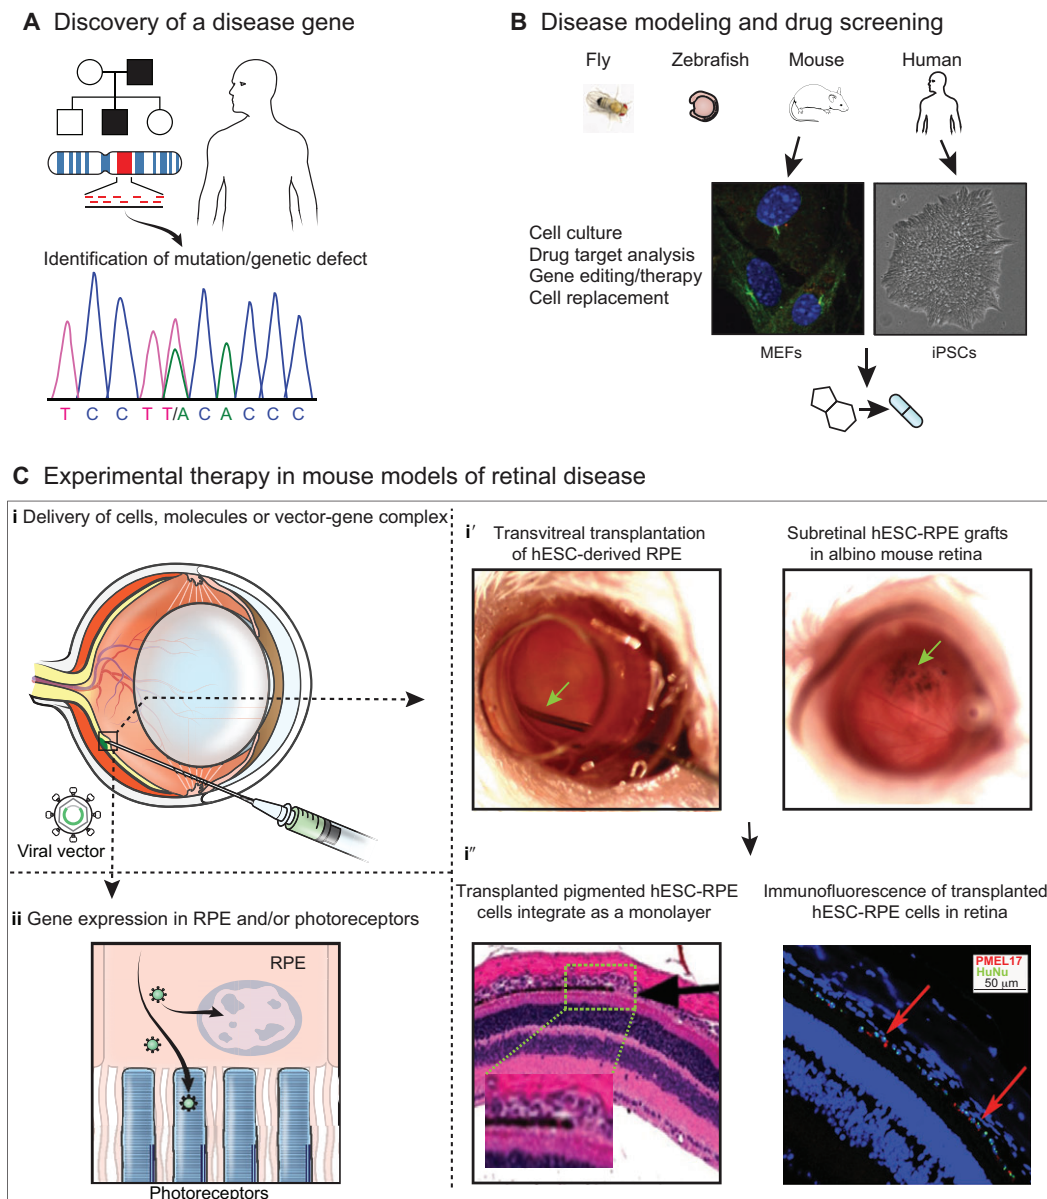 A Discovery of a disease gene
Identification of mutation/genetic defect
T C C T T/A C A C C C
B Disease modeling and drug screening
Fly Zebrafish Mouse Human
Cell culture
Drug target analysis
Gene editing/therapy
Cell replacement
MEFs iPSCs
C Experimental therapy in mouse models of retinal disease
i Delivery of cells, molecules or vector-gene complex
Viral vector
ii Gene expression in RPE and/or photoreceptors
RPE
Photoreceptors
i′ Transvitreal transplantation
of hESC-derived RPE
Subretinal hESC-RPE grafts
in albino mouse retina
i″
Transplanted pigmented hESC-RPE
cells integrate as a monolayer
Immunofluorescence of transplanted
hESC-RPE cells in retina
PMEL17
HuNu
50 μm